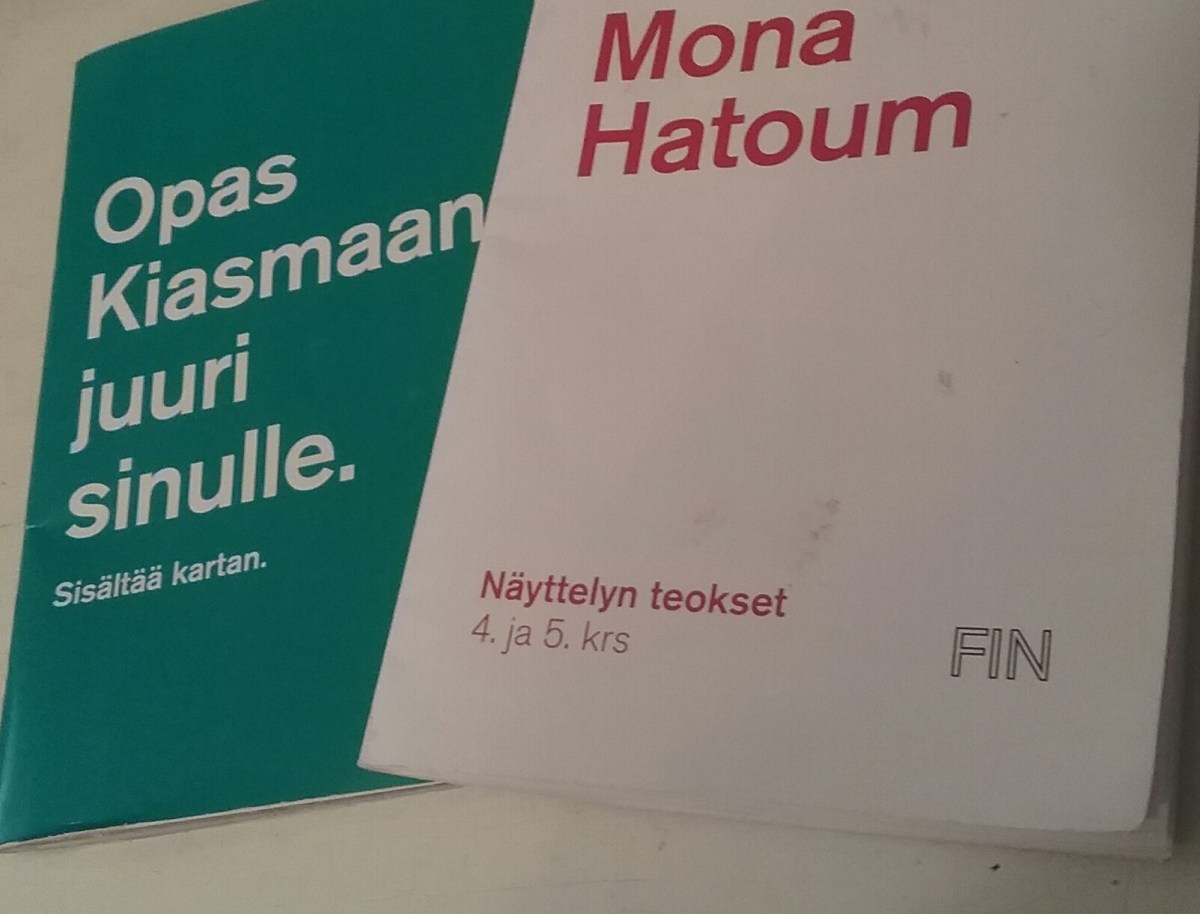 Opas
Kiasmaan
juuri
sinulle.
Sisältää kartan.
Mona
Hatoum
Näyttelyn teokset
4. ja 5. krs
FIN